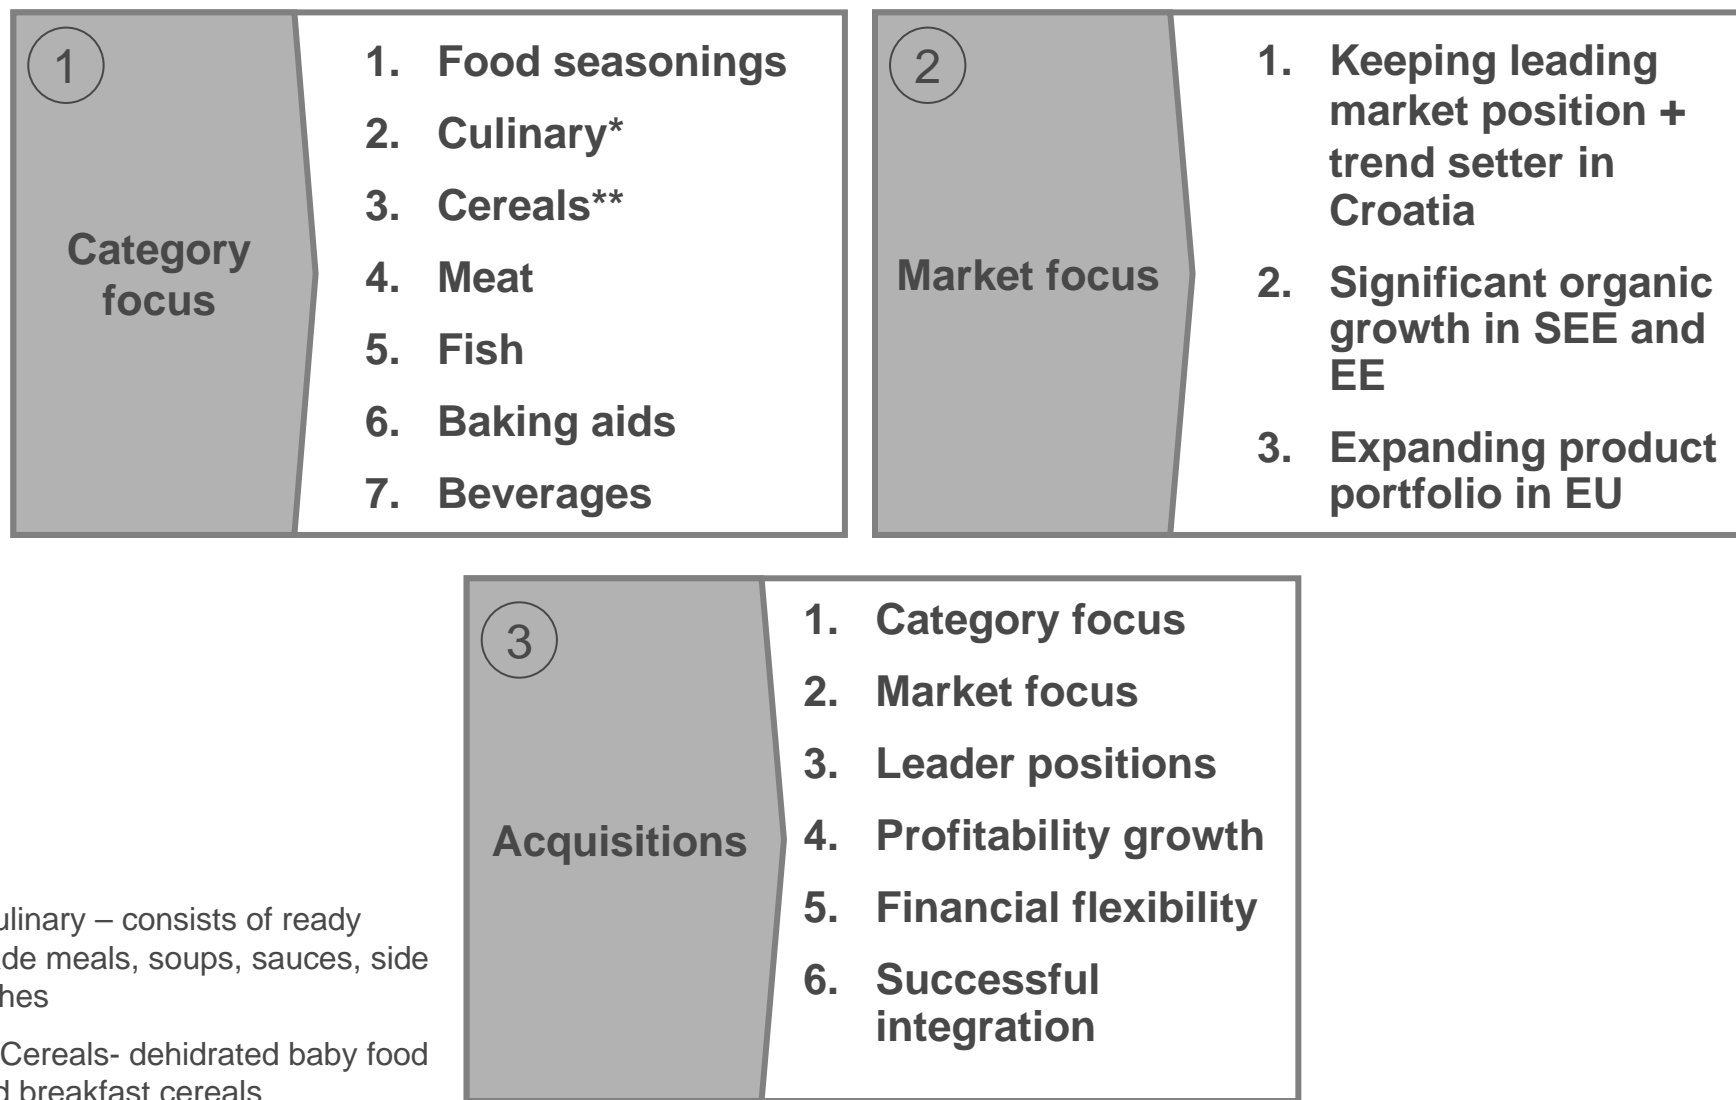 1
Category
focus
1. Food seasonings
2. Culinary*
3. Cereals**
4. Meat
5. Fish
6. Baking aids
7. Beverages
2
Market focus
1. Keeping leading
market position +
trend setter in
Croatia
2. Significant organic
growth in SEE and
EE
3. Expanding product
portfolio in EU
3
Acquisitions
1. Category focus
2. Market focus
3. Leader positions
4. Profitability growth
5. Financial flexibility
6. Successful
integration
ulinary – consists of ready
de meals, soups, sauces, side
hes
Cereals- dehidrated baby food
d breakfast cereals